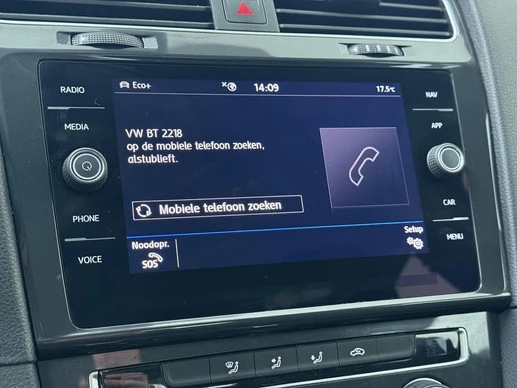 RADIO
MEDIA
PHONE
VOICE
Eco+
14:09
17.5°C
VW BT 2218
op de mobiele telefoon zoeken,
alstublieft.
Mobiele telefoon zoeken
Noodopr.
SOS
Setup
NAV
APP
CAR
MENU